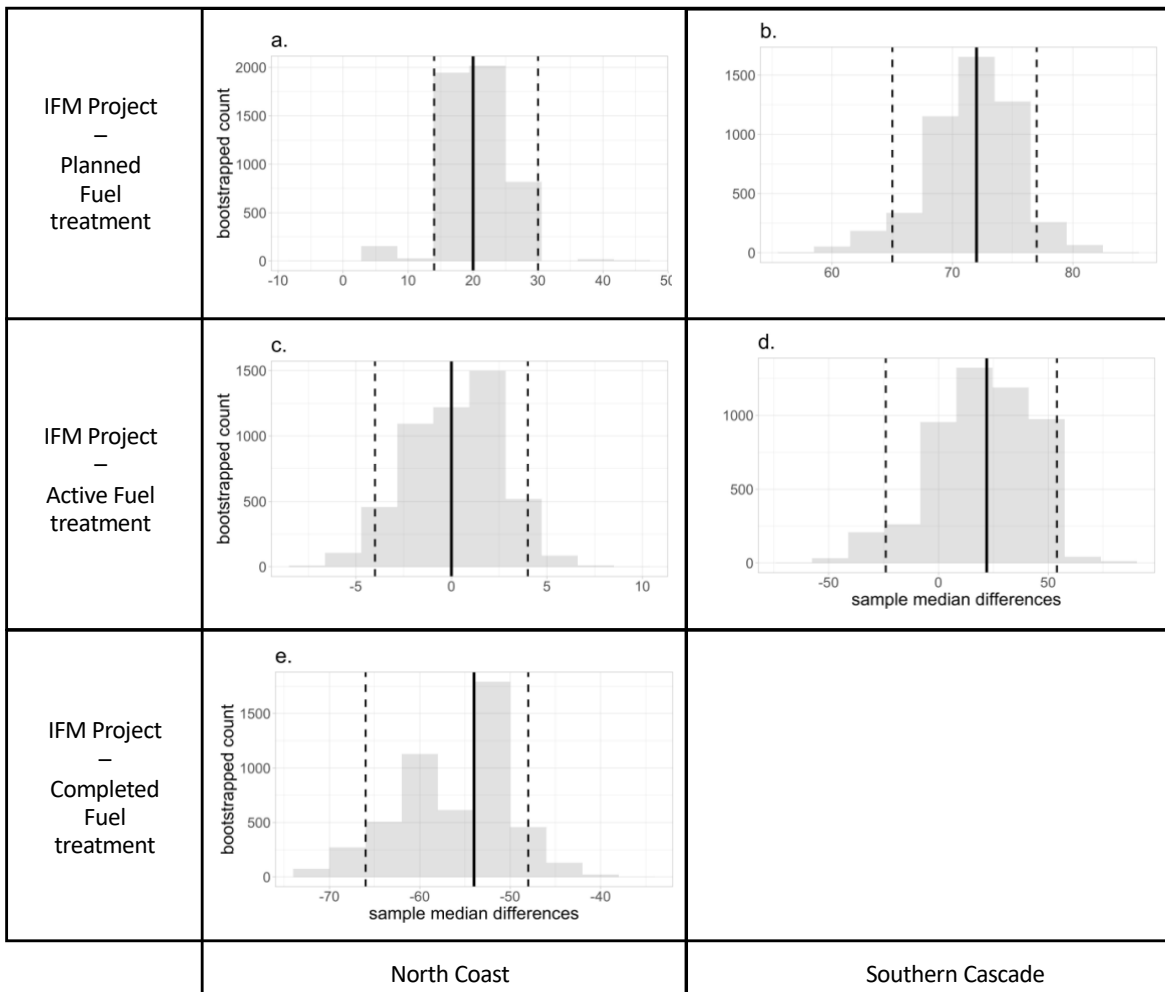 IFM Project
–
Planned
Fuel
treatment
a.
bootstrapped count
2000
1500
1000
500
0
-10 0 10 20 30 40 50
b.
1500
1000
500
0
60 70 80
IFM Project
–
Active Fuel
treatment
c.
bootstrapped count
1500
1000
500
0
-5 0 5 10
d.
1000
500
0
-50 0 50
sample median differences
IFM Project
–
Completed
Fuel
treatment
e.
bootstrapped count
1500
1000
500
0
-70 -60 -50 -40
sample median differences
North Coast Southern Cascade